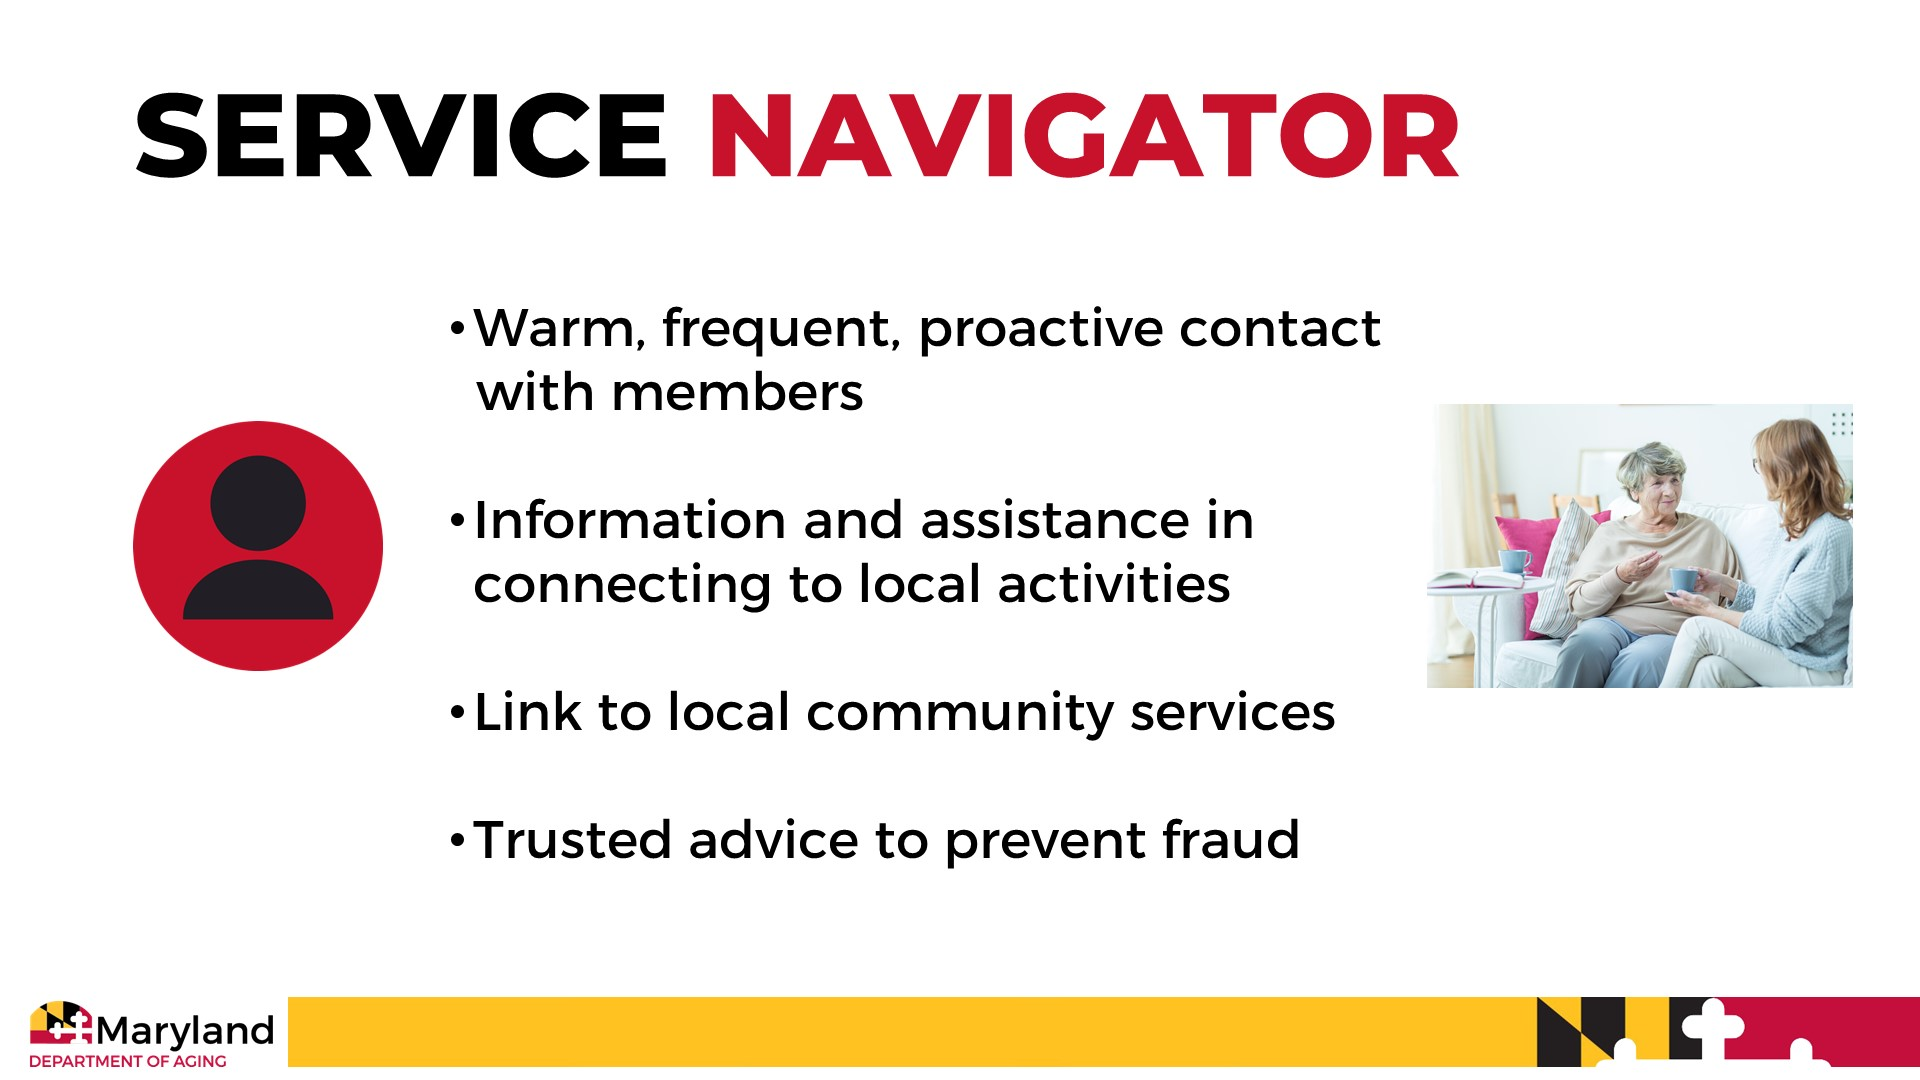 SERVICE NAVIGATOR
• Warm, frequent, proactive contact
with members
• Information and assistance in
connecting to local activities
• Link to local community services
• Trusted advice to prevent fraud
Maryland
DEPARTMENT OF AGING